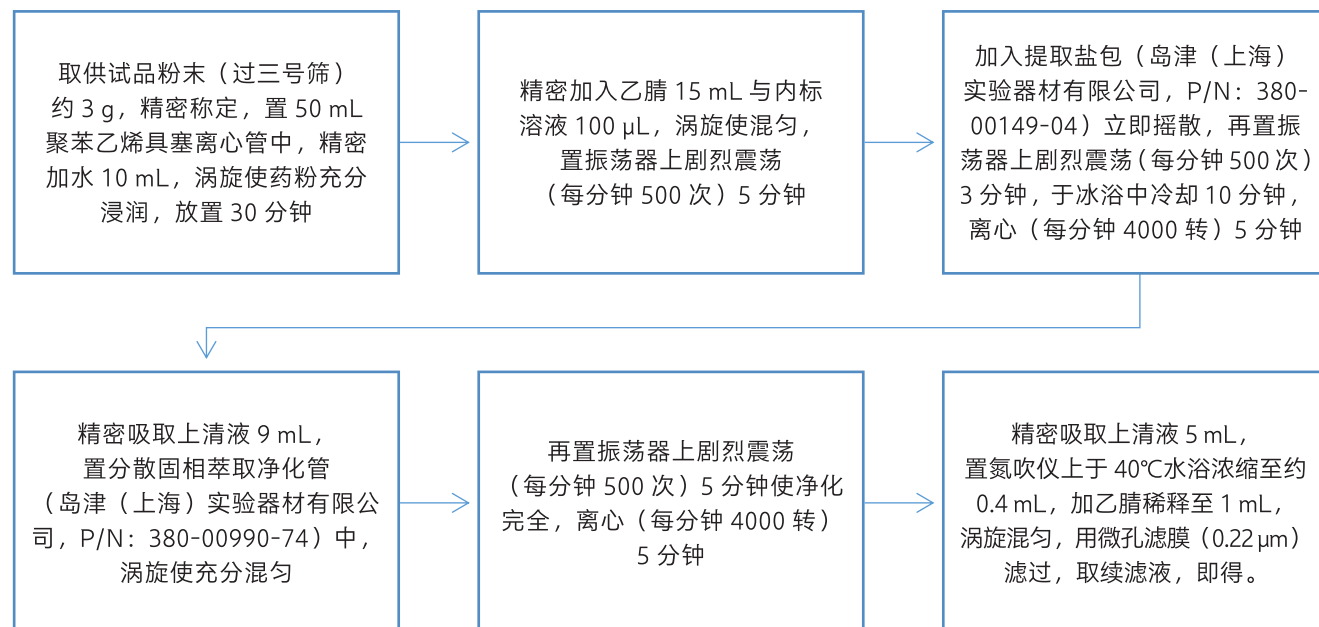 取供试品粉末（过三号筛）
约 3 g，精密称定，置 50 mL
聚苯乙烯具塞离心管中，精密
加水 10 mL，涡旋使药粉充分
浸润，放置 30 分钟
精密加入乙腈 15 mL 与内标
溶液 100 μL，涡旋使混匀，
置振荡器上剧烈震荡
（每分钟 500 次）5 分钟
加入提取盐包（岛津（上海）
实验器材有限公司，P/N：380-
00149-04）立即摇散，再置振
荡器上剧烈震荡（每分钟 500 次）
3 分钟，于冰浴中冷却 10 分钟，
离心（每分钟 4000 转）5 分钟
精密吸取上清液 9 mL，
置分散固相萃取净化管
（岛津（上海）实验器材有限公
司，P/N：380-00990-74）中，
涡旋使充分混匀
再置振荡器上剧烈震荡
（每分钟 500 次）5 分钟使净化
完全，离心（每分钟 4000 转）
5 分钟
精密吸取上清液 5 mL，
置氮吹仪上于 40℃水浴浓缩至约
0.4 mL，加乙腈稀释至 1 mL，
涡旋混匀，用微孔滤膜（0.22 μm）
滤过，取续滤液，即得。